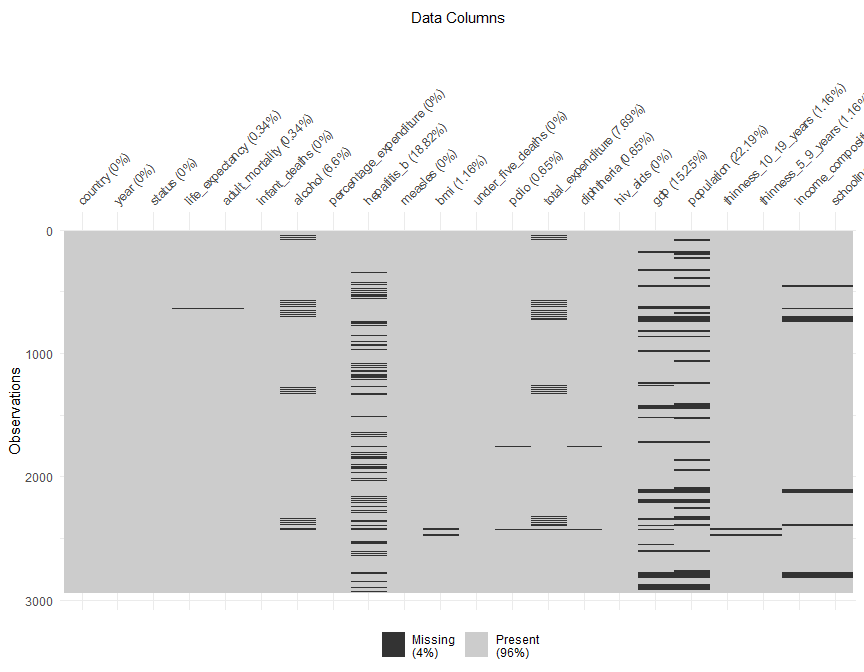 Data Columns
country (0%)
year (0%)
status (0%)
life_expectancy (0.34%)
adult_mortality (0.34%)
infant_deaths (0%)
alcohol (6.6%)
percentage_expenditure (0%)
hepatitis_b (18.82%)
measles (0%)
bmi (1.16%)
under_five_deaths (0%)
polio (0.65%)
total_expenditure (7.69%)
diphtheria (0.65%)
hiv_aids (0%)
gdp (15.25%)
population (22.19%)
thinness_10_19_years (1.16%)
thinness_5_9_years (1.16%
income_composit
schoolin
Observations
0
1000
2000
3000
Missing
(4%)
Present
(96%)